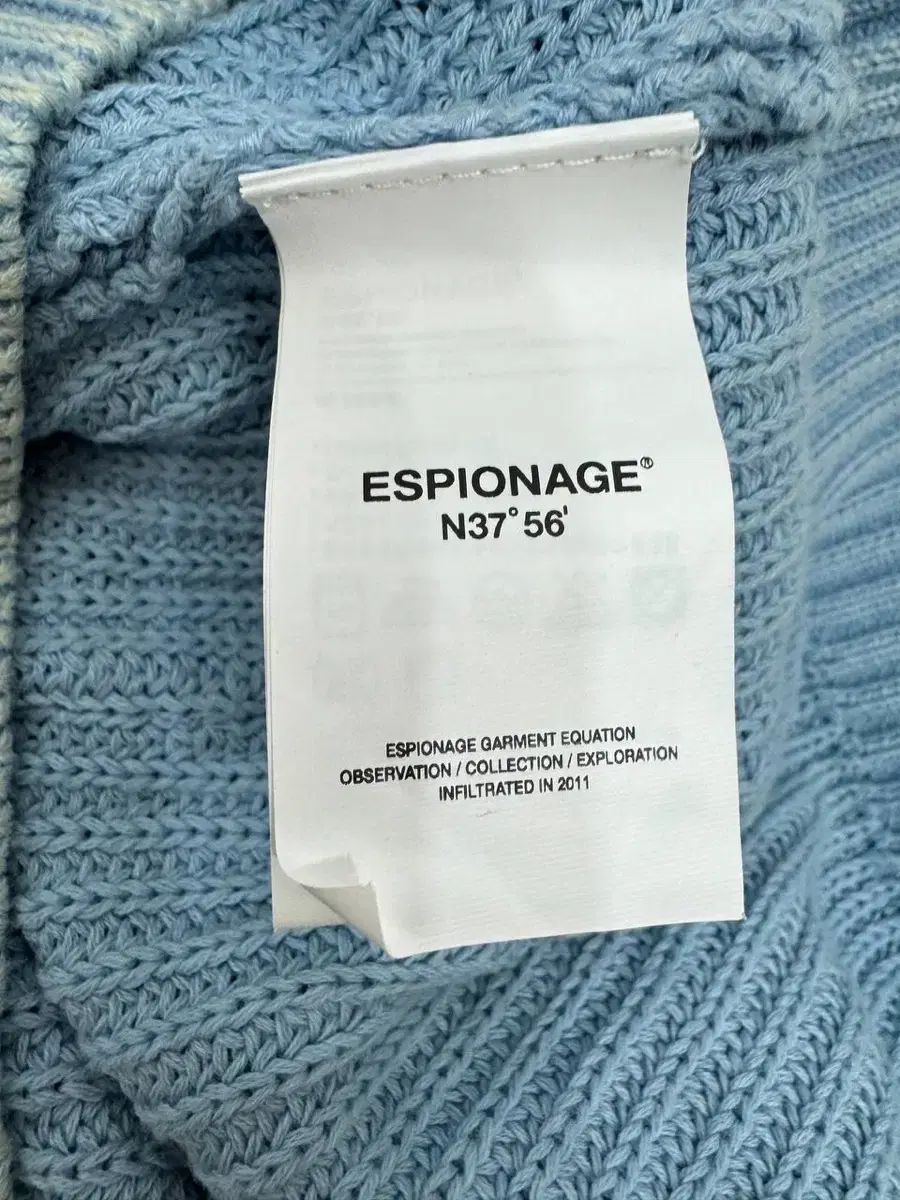 ESPIONAGE®
N37° 56'
ESPIONAGE GARMENT EQUATION
OBSERVATION / COLLECTION / EXPLORATION
INFILTRATED IN 2011